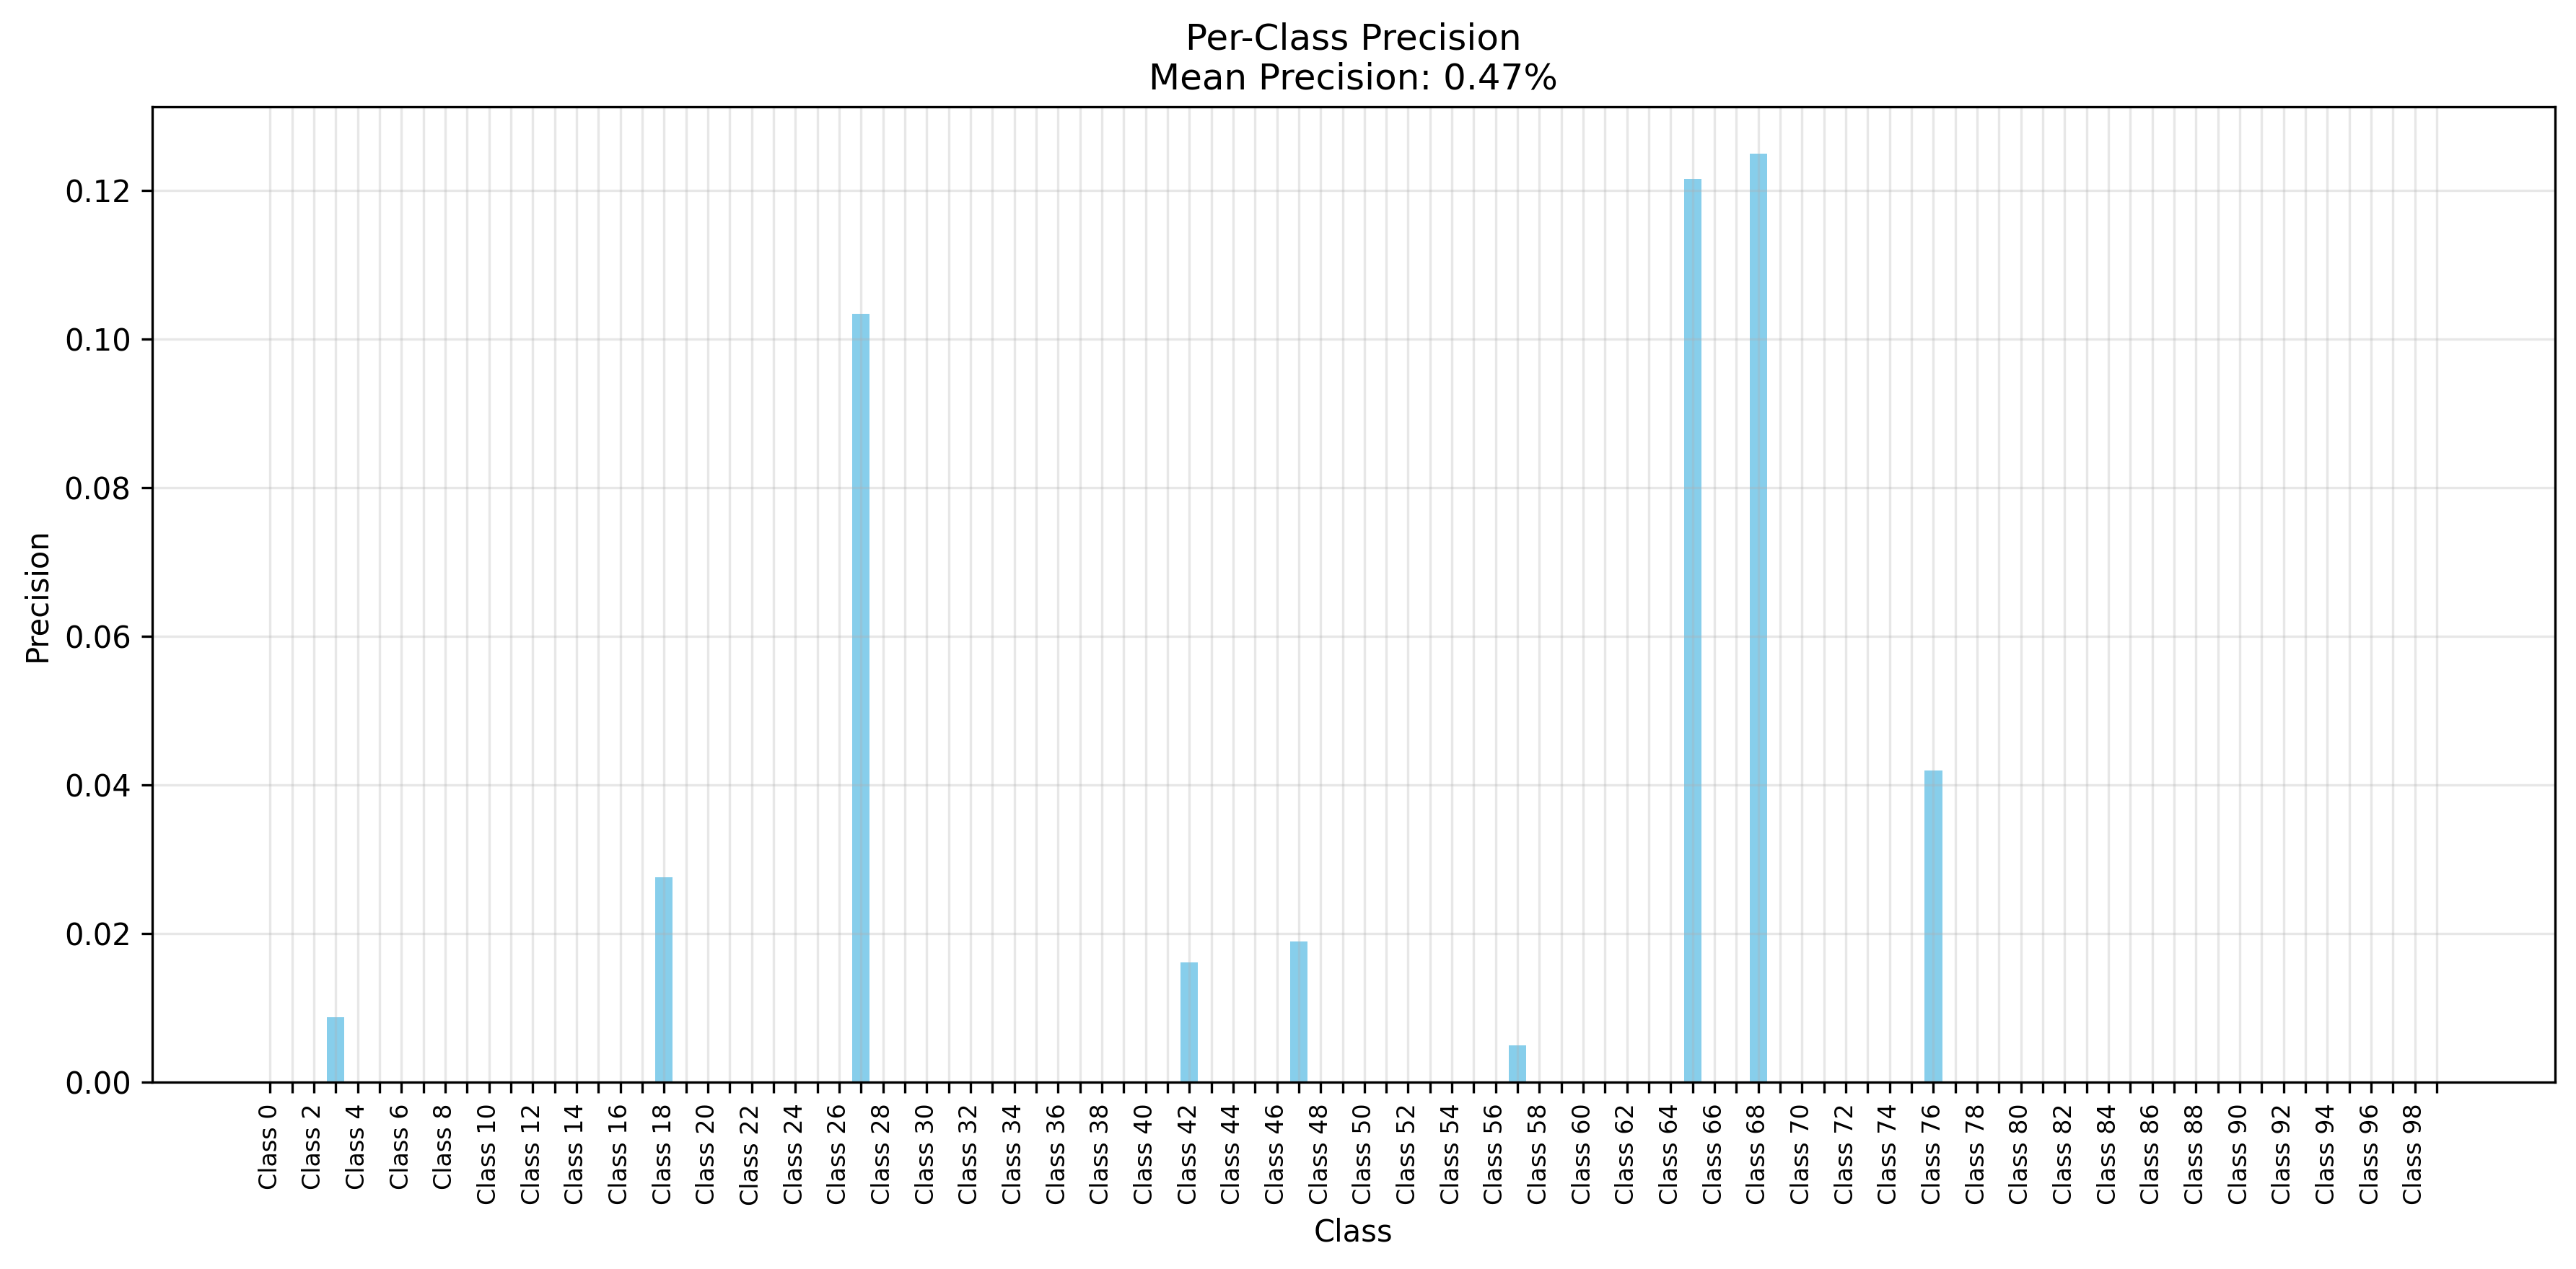 Per-Class Precision
Mean Precision: 0.47%
Precision
0.12
0.10
0.08
0.06
0.04
0.02
0.00
Class 0
Class 2
Class 4
Class 6
Class 8
Class 10
Class 12
Class 14
Class 16
Class 18
Class 20
Class 22
Class 24
Class 26
Class 28
Class 30
Class 32
Class 34
Class 36
Class 38
Class 40
Class 42
Class 44
Class 46
Class 48
Class 50
Class 52
Class 54
Class 56
Class 58
Class 60
Class 62
Class 64
Class 66
Class 68
Class 70
Class 72
Class 74
Class 76
Class 78
Class 80
Class 82
Class 84
Class 86
Class 88
Class 90
Class 92
Class 94
Class 96
Class 98
Class